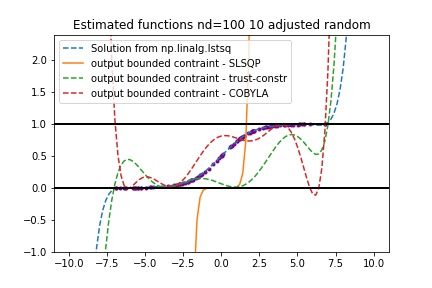 Estimated functions nd=100 10 adjusted random
Solution from np.linalg.lstsq
output bounded contraint - SLSQP
output bounded contraint - trust-constr
output bounded contraint - COBYLA
2.0
1.5
1.0
0.5
0.0
−0.5
−1.0
−10.0 −7.5 −5.0 −2.5 0.0 2.5 5.0 7.5 10.0